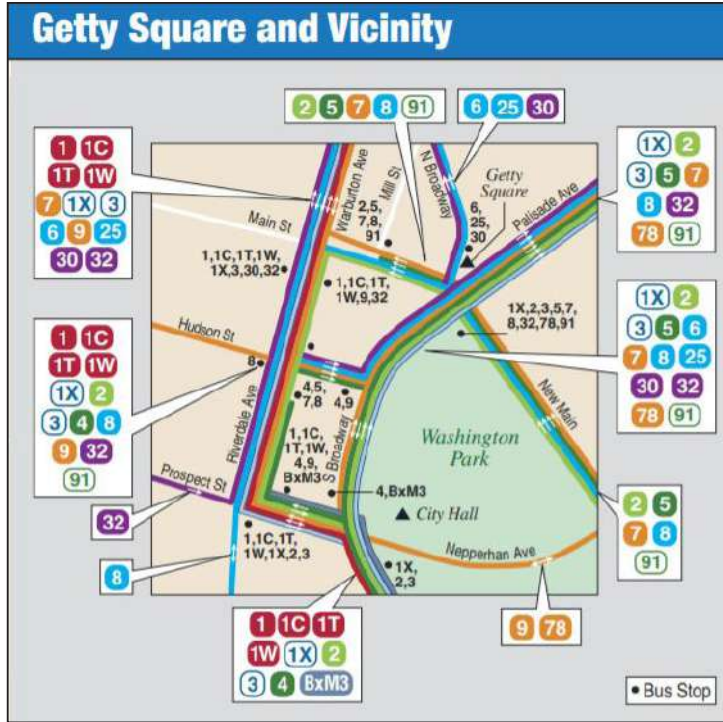 Getty Square and Vicinity
2 5 7 8 91
6 25 30
1 1C
1T 1W
7 1X 3
6 9 25
30 32
1X 2
3 5 7
8 32
78 91
Warburton Ave
Mill St
N Broadway
Getty
Square
Palisade Ave
Main St
2,5,
7,8,
91
6,
25,
30
1,1C,1T,1W,
1X,3,30,32
1,1C,1T,
1W,9,32
1X,2,3,5,7,
8,32,78,91
1X 2
3 5 6
7 8 25
30 32
78 91
Hudson St
8
1 1C
1T 1W
1X 2
3 4 8
9 32
91
Riverdale Ave
4,5,
7,8
4,9
New Main
1,1C,
1T,1W,
4,9,
BxM3
S Broadway
Washington
Park
Prospect St
4,BxM3
City Hall
32
2 5
7 8
91
1,1C,1T,
1W,1X,2,3
Nepperhan Ave
8
1X,
2,3
1 1C 1T
1W 1X 2
3 4 BxM3
9 78
Bus Stop